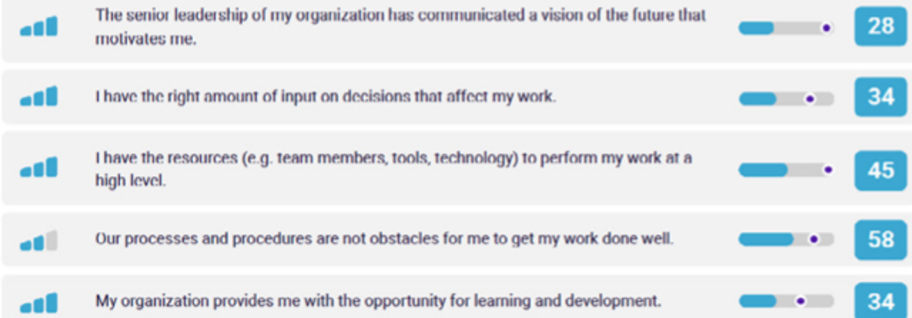 The senior leadership of my organization has communicated a vision of the future that
motivates me.
28
I have the right amount of input on decisions that affect my work.
34
I have the resources (e.g. team members, tools, technology) to perform my work at a
high level.
45
Our processes and procedures are not obstacles for me to get my work done well.
58
My organization provides me with the opportunity for learning and development.
34